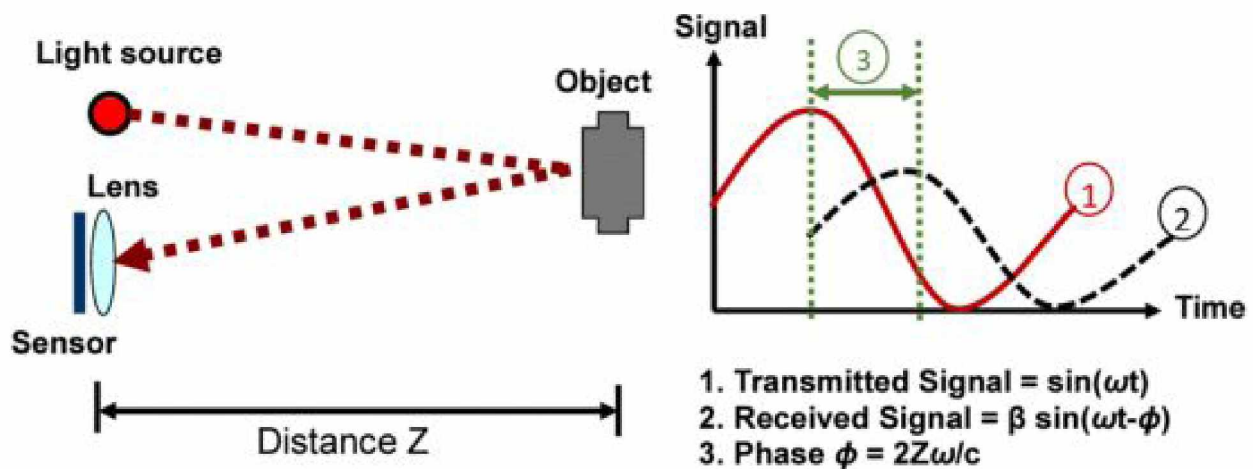 Light source
Object
Lens
Sensor
Distance Z
Signal
3
1
2
Time
1. Transmitted Signal = sin(ωt)
2. Received Signal = β sin(ωt-ϕ)
3. Phase ϕ = 2Zω/c